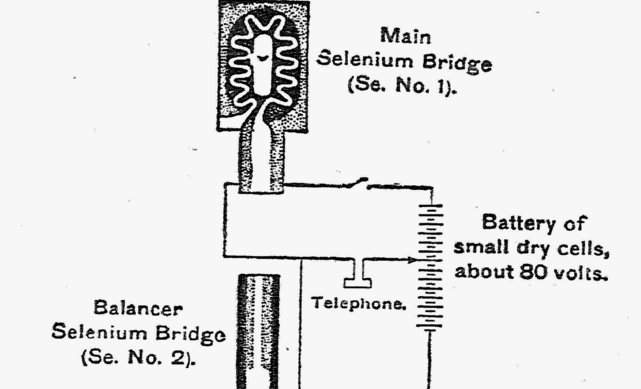 Main
Selenium Bridge
(Se. No. 1).
Battery of
small dry cells,
about 80 volts.
Telephone.
Balancer
Selenium Bridge
(Se. No. 2).